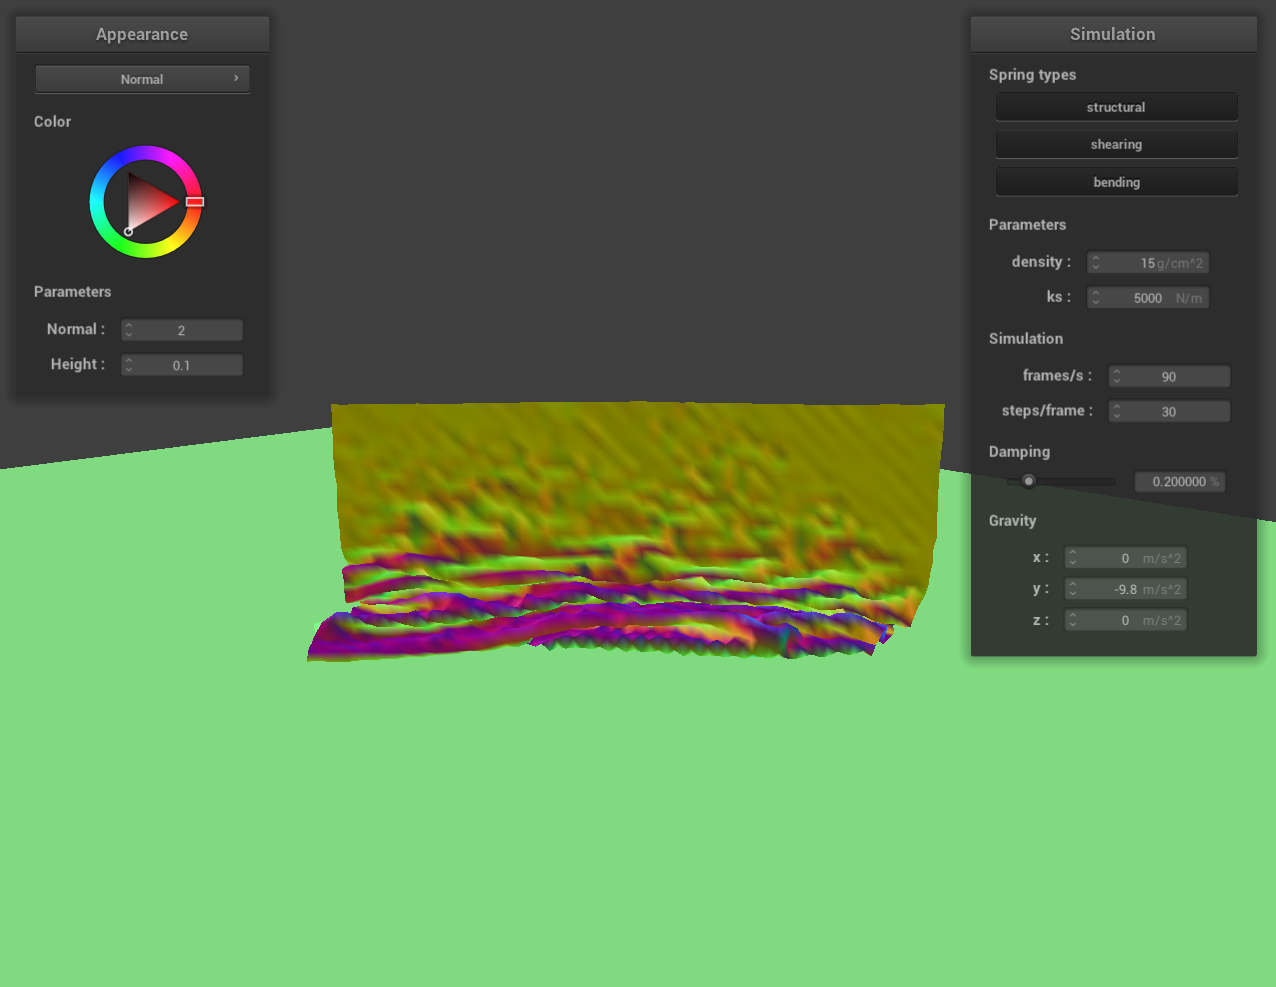 Appearance
Normal
Color
Parameters
Normal : 2
Height : 0.1
Simulation
Spring types
structural
shearing
bending
Parameters
density : 15 g/cm^2
ks : 5000 N/m
Simulation
frames/s : 90
steps/frame : 30
Damping
0.200000 %
Gravity
x : 0 m/s^2
y : -9.8 m/s^2
z : 0 m/s^2